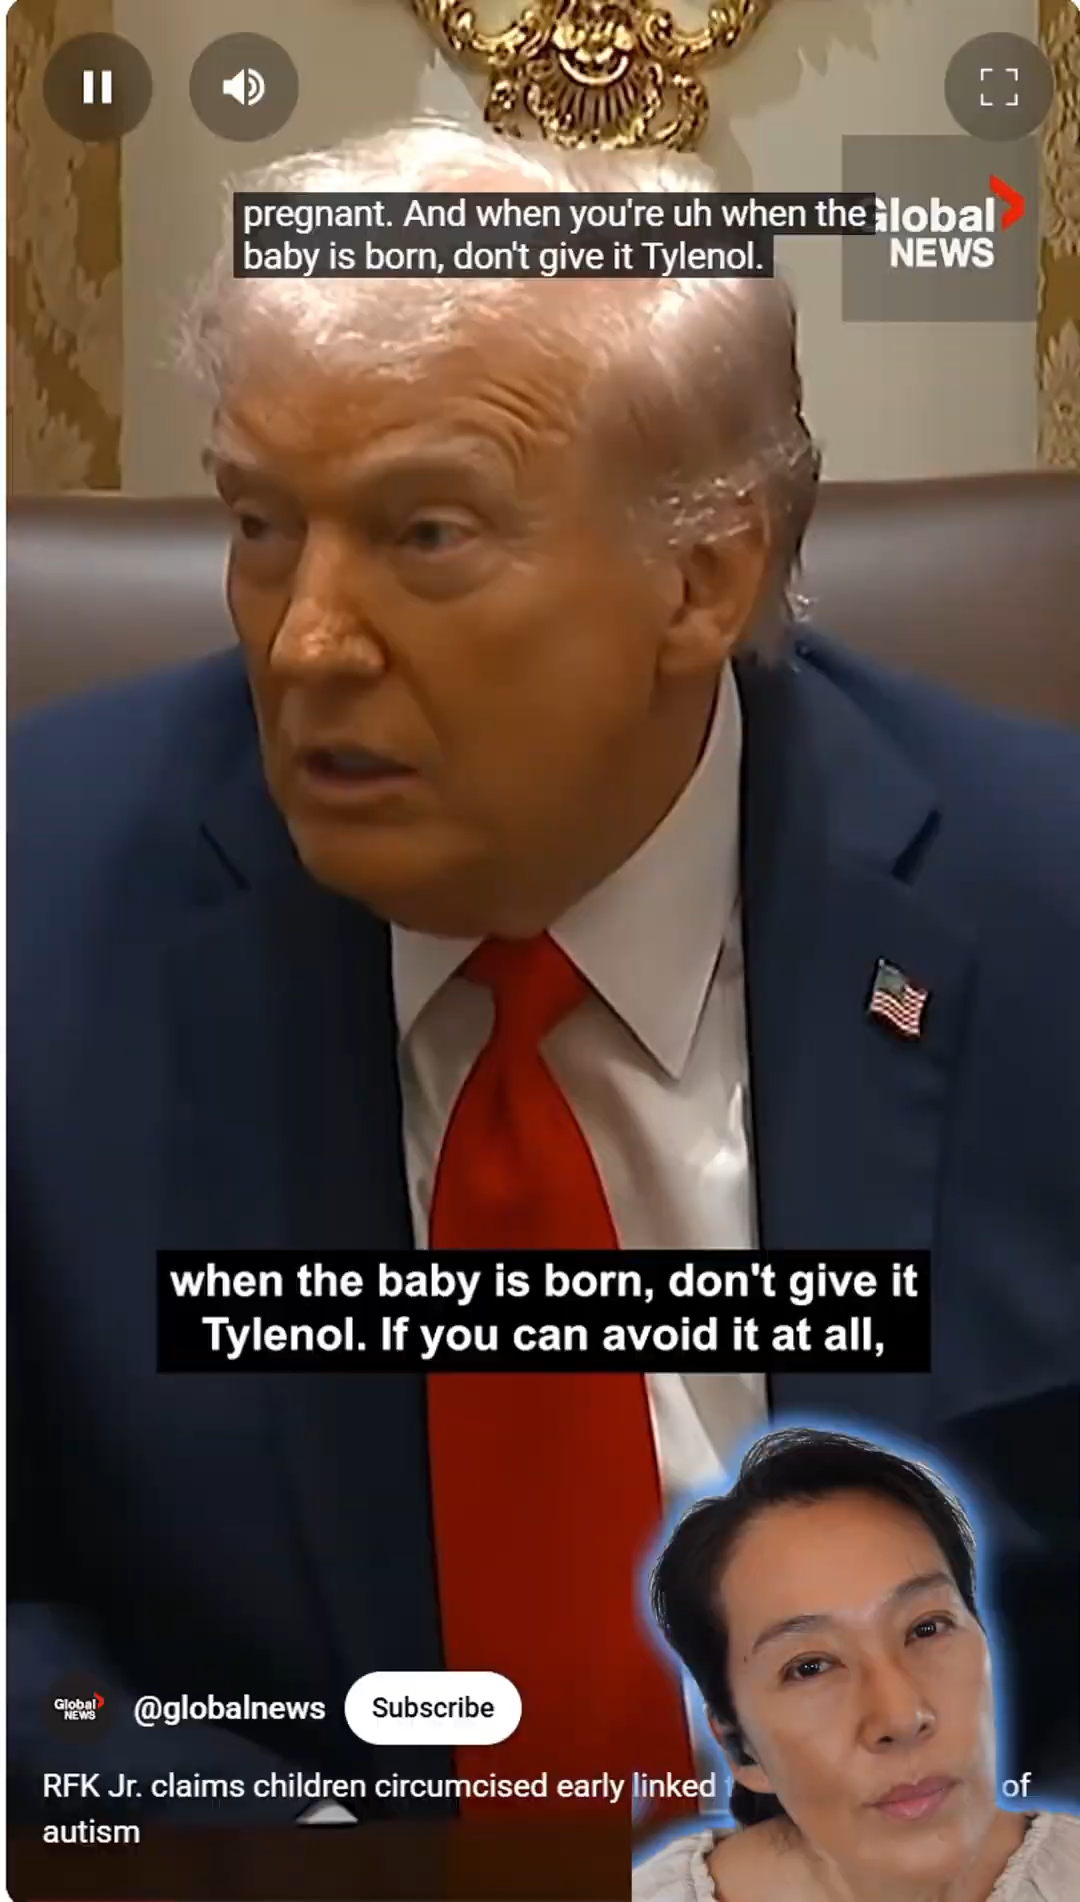 pregnant. And when you're uh when the
baby is born, don't give it Tylenol.
Global
NEWS
when the baby is born, don't give it
Tylenol. If you can avoid it at all,
Global
NEWS
@globalnews
Subscribe
RFK Jr. claims children circumcised early linked of
autism